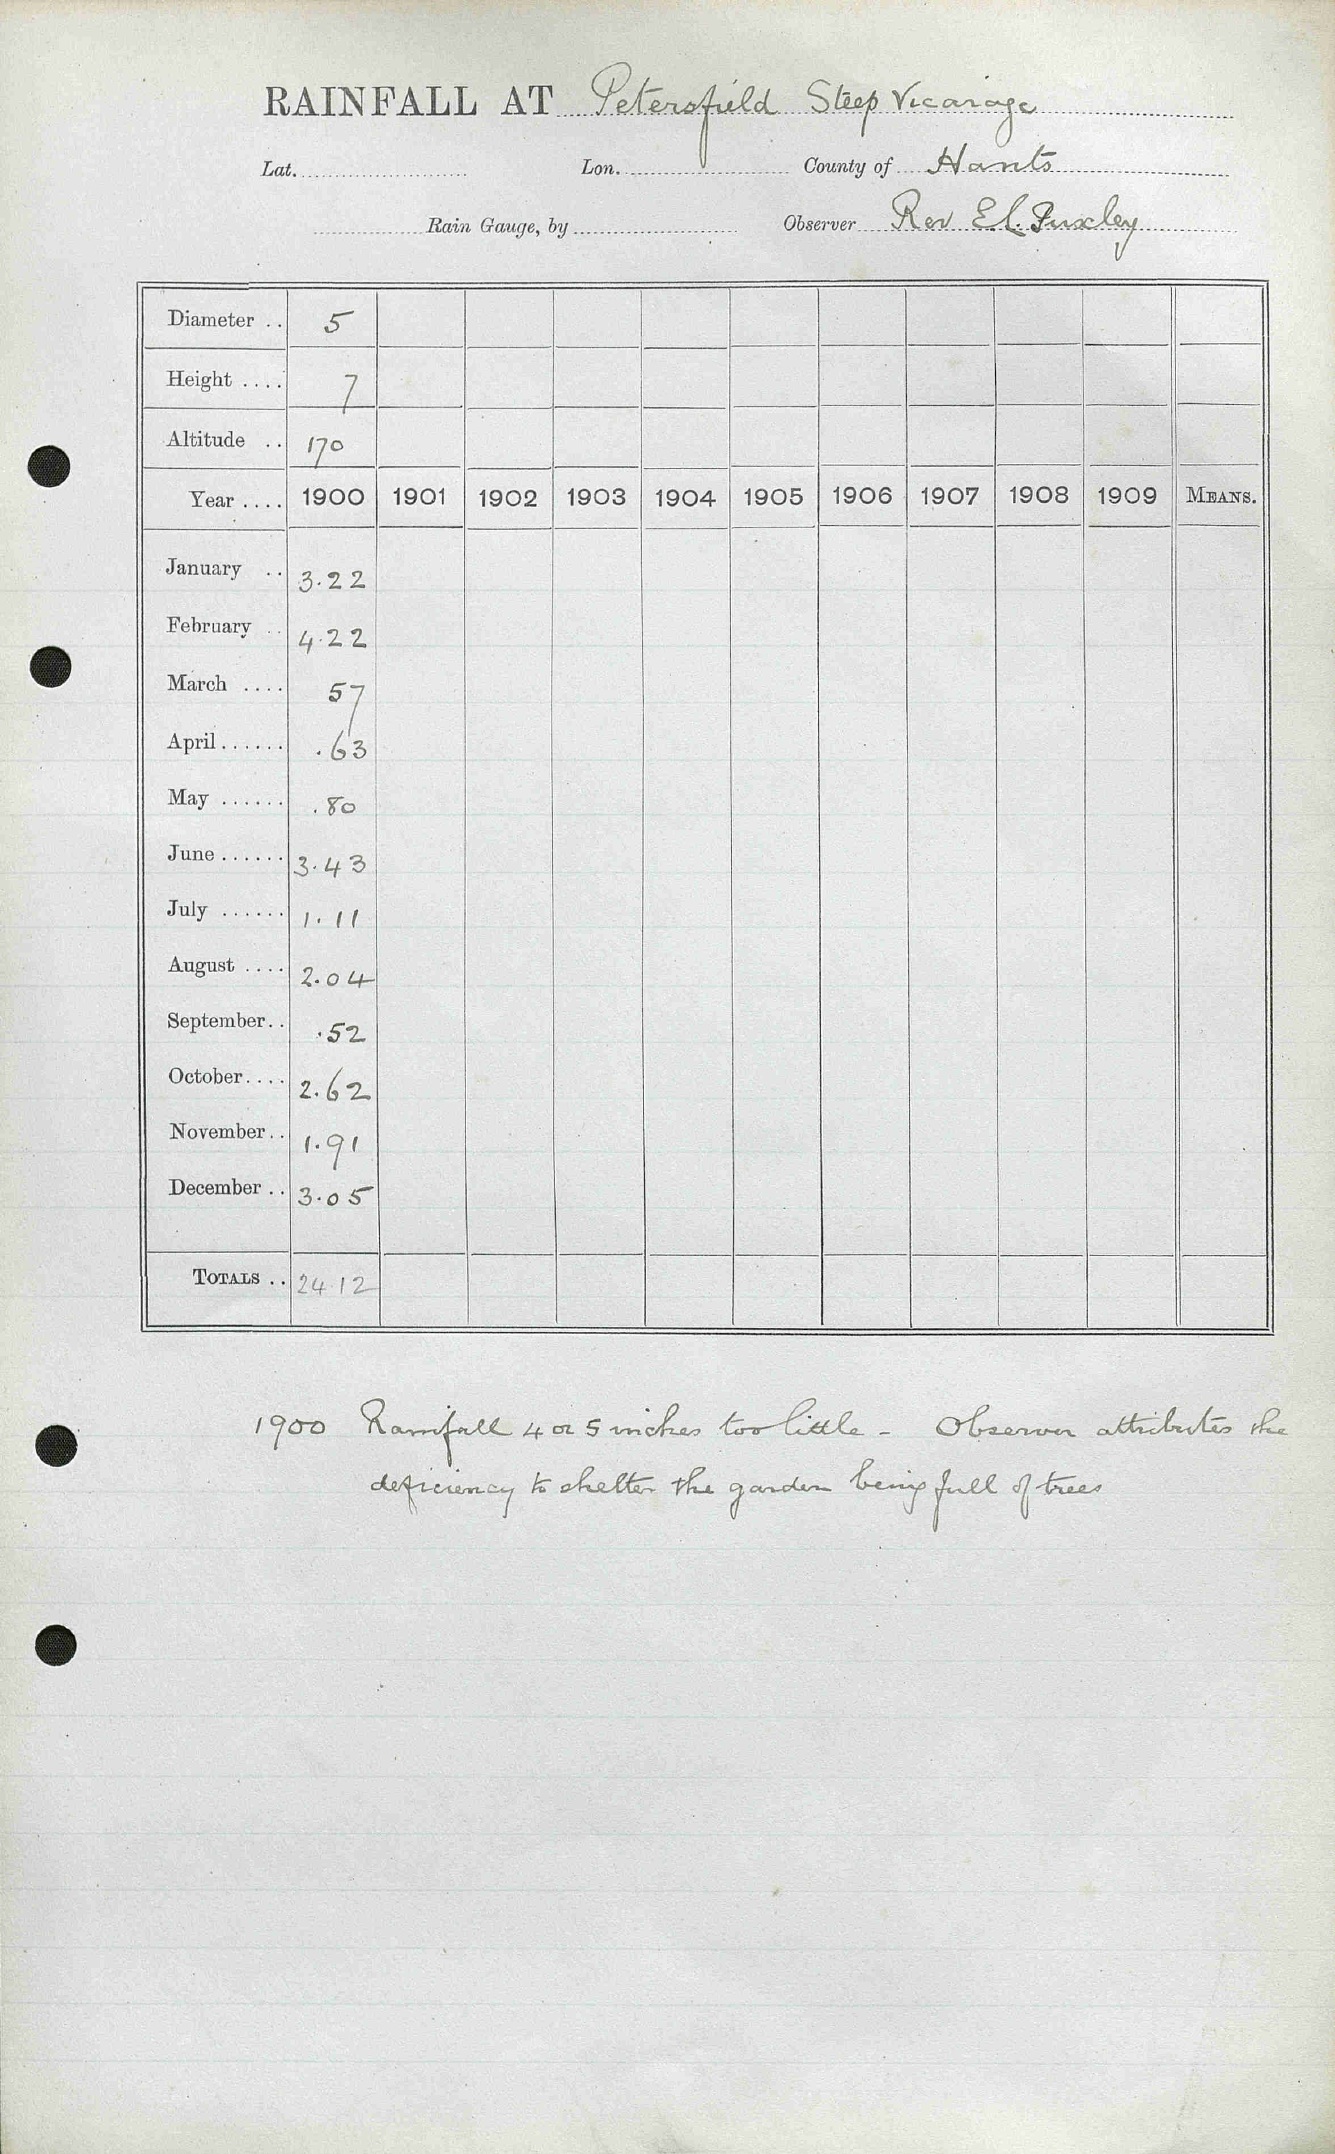 RAINFALL AT Petersfield Steep Vicarage
Lat. Lon. County of Hants
Rain Gauge, by Observer Rev E L. Puxley
Diameter .. 5
Height .... 7
Altitude .. 170
Year .... 1900 1901 1902 1903 1904 1905 1906 1907 1908 1909 MEANS.
January .. 3.22
February .. 4.22
March .... 57
April ...... .63
May ...... .80
June ...... 3.43
July ...... 1.11
August .... 2.04
September .. .52
October .... 2.62
November .. 1.91
December .. 3.05
TOTALS .. 24.12
1900 Rainfall 4 or 5 inches too little - Observer attributes the
deficiency to shelter the garden being full of trees